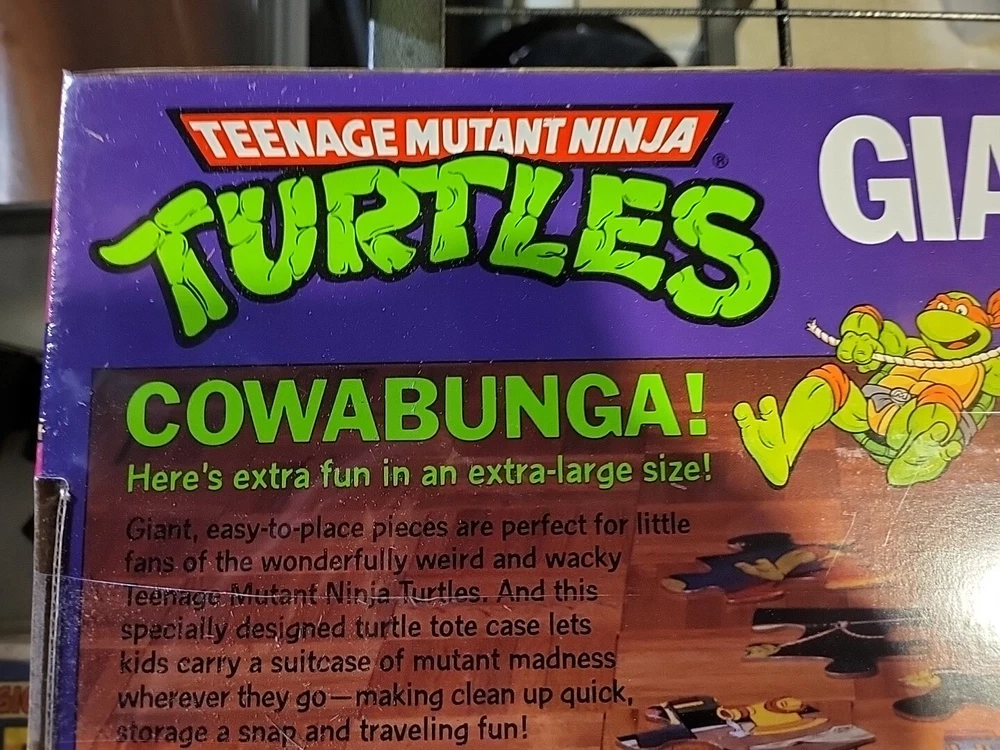 TEENAGE MUTANT NINJA
TURTLES®
GIA
COWABUNGA!
Here's extra fun in an extra-large size!
Giant, easy-to-place pieces are perfect for little
fans of the wonderfully weird and wacky
Teenage Mutant Ninja Turtles. And this
specially designed turtle tote case lets
kids carry a suitcase of mutant madness
wherever they go—making clean up quick,
storage a snap and traveling fun!